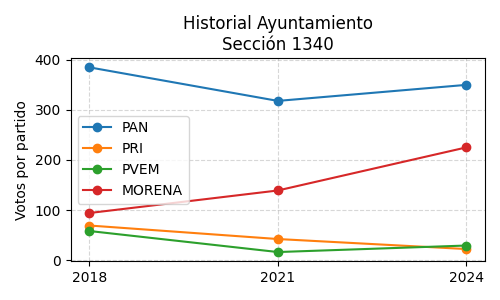 Historial Ayuntamiento
Sección 1340
Votos por partido
400
300
200
100
0
PAN
PRI
PVEM
MORENA
2018
2021
2024